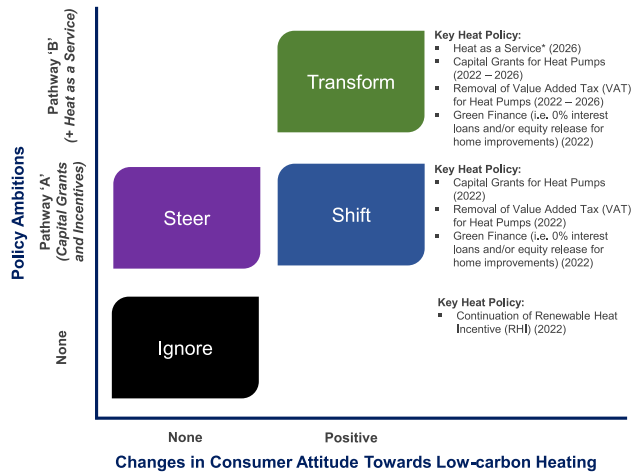 Policy Ambitions
Pathway 'B'
(+ Heat as a Service)
Transform
Key Heat Policy:
▪ Heat as a Service* (2026)
▪ Capital Grants for Heat Pumps
(2022 – 2026)
▪ Removal of Value Added Tax (VAT)
for Heat Pumps (2022 – 2026)
▪ Green Finance (i.e. 0% interest
loans and/or equity release for
home improvements) (2022)
Pathway 'A'
(Capital Grants
and Incentives)
Steer
Shift
Key Heat Policy:
▪ Capital Grants for Heat Pumps
(2022)
▪ Removal of Value Added Tax (VAT)
for Heat Pumps (2022)
▪ Green Finance (i.e. 0% interest
loans and/or equity release for
home improvements) (2022)
None
Ignore
Key Heat Policy:
▪ Continuation of Renewable Heat
Incentive (RHI) (2022)
None
Positive
Changes in Consumer Attitude Towards Low-carbon Heating